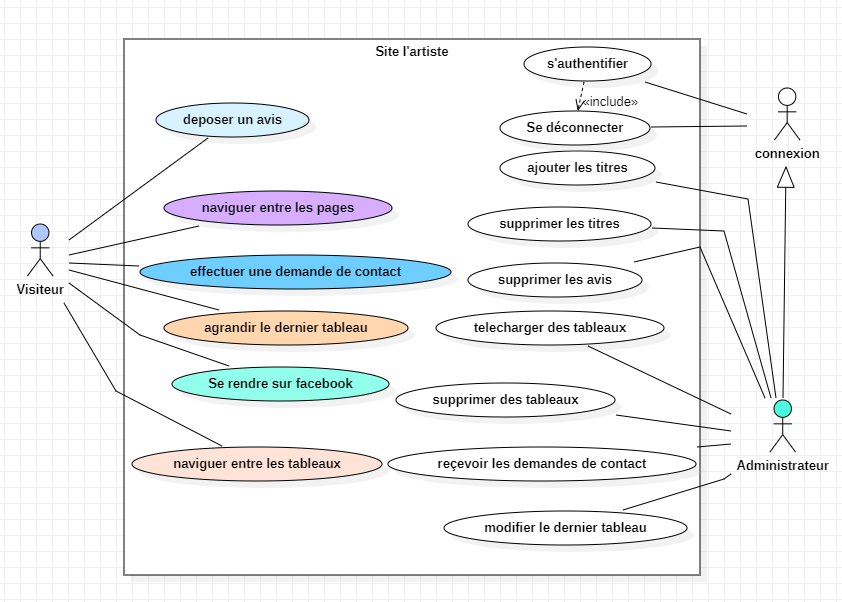 Site l'artiste
s'authentifier
«include»
deposer un avis
Se déconnecter
connexion
ajouter les titres
naviguer entre les pages
supprimer les titres
effectuer une demande de contact
supprimer les avis
Visiteur
agrandir le dernier tableau
telecharger des tableaux
Se rendre sur facebook
supprimer des tableaux
naviguer entre les tableaux
reçevoir les demandes de contact
Administrateur
modifier le dernier tableau